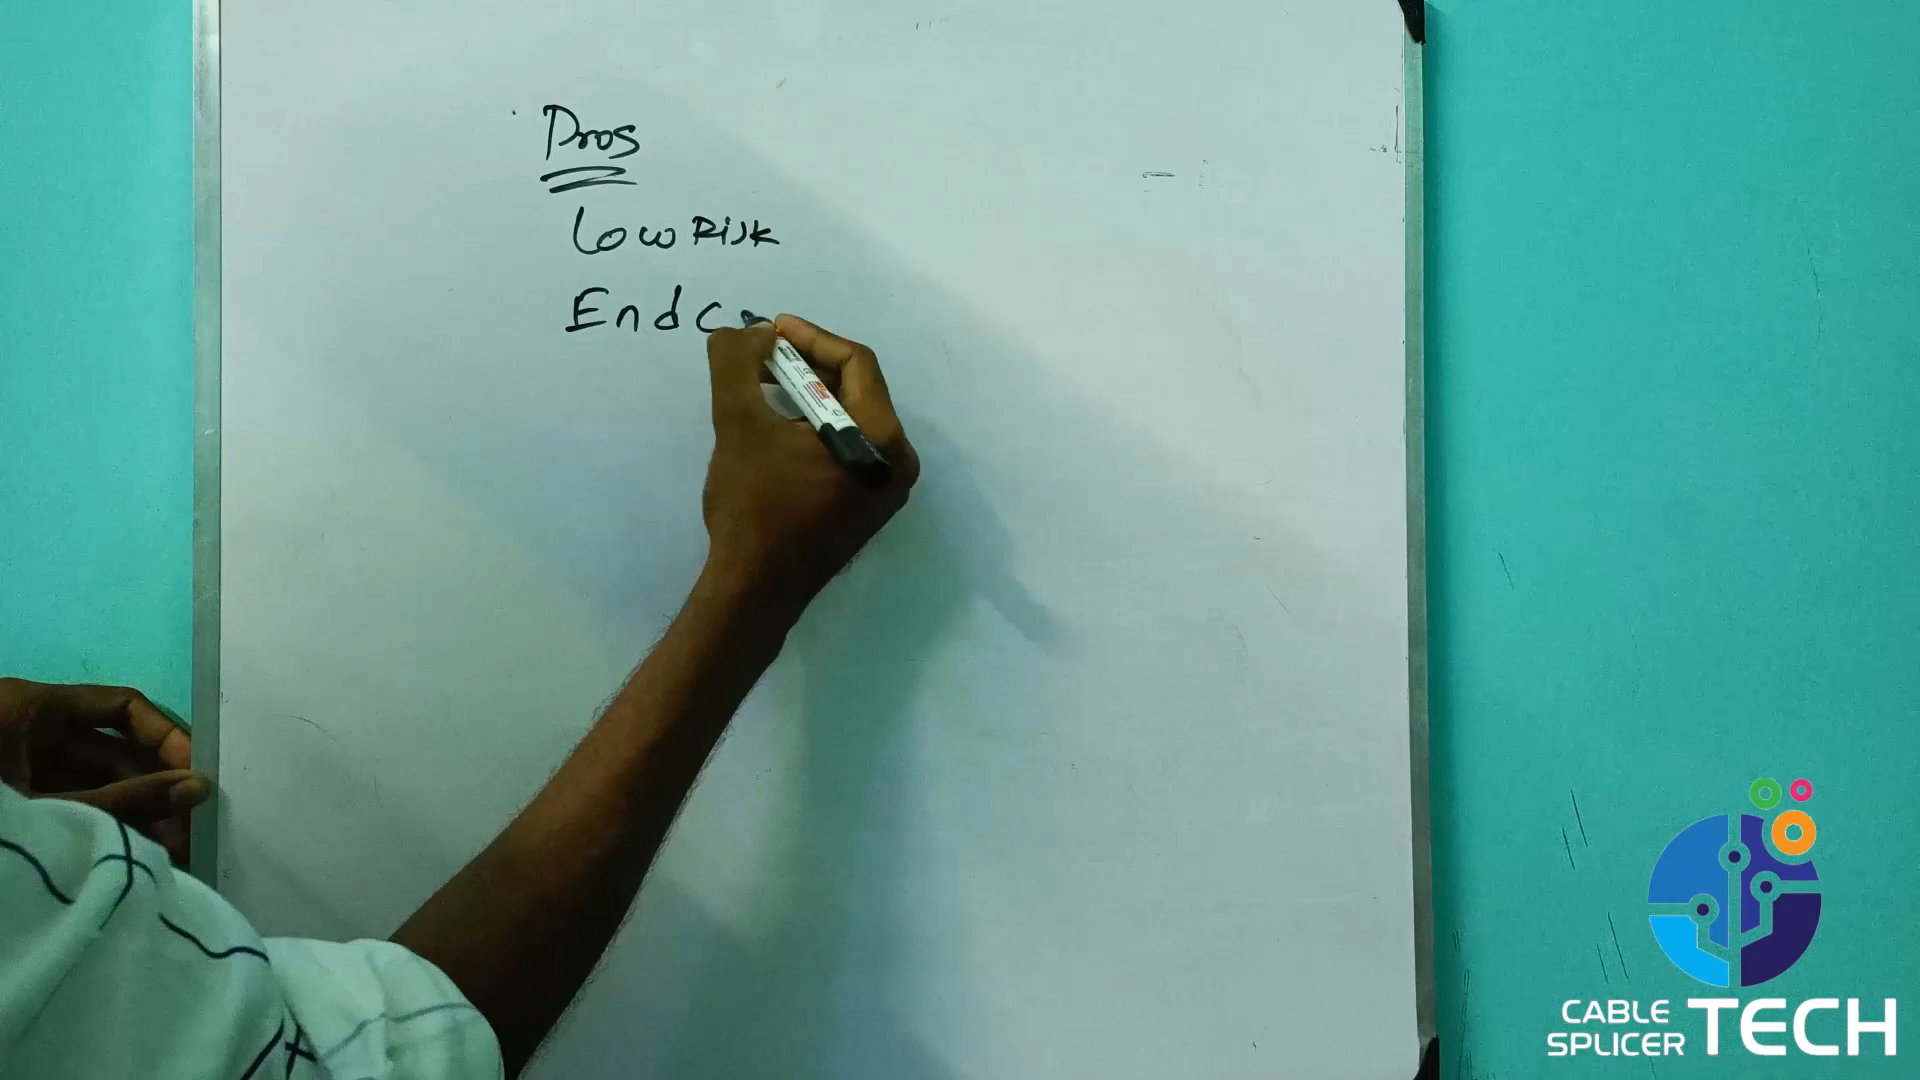 Pros
Low Risk
End c
CABLE
SPLICER TECH